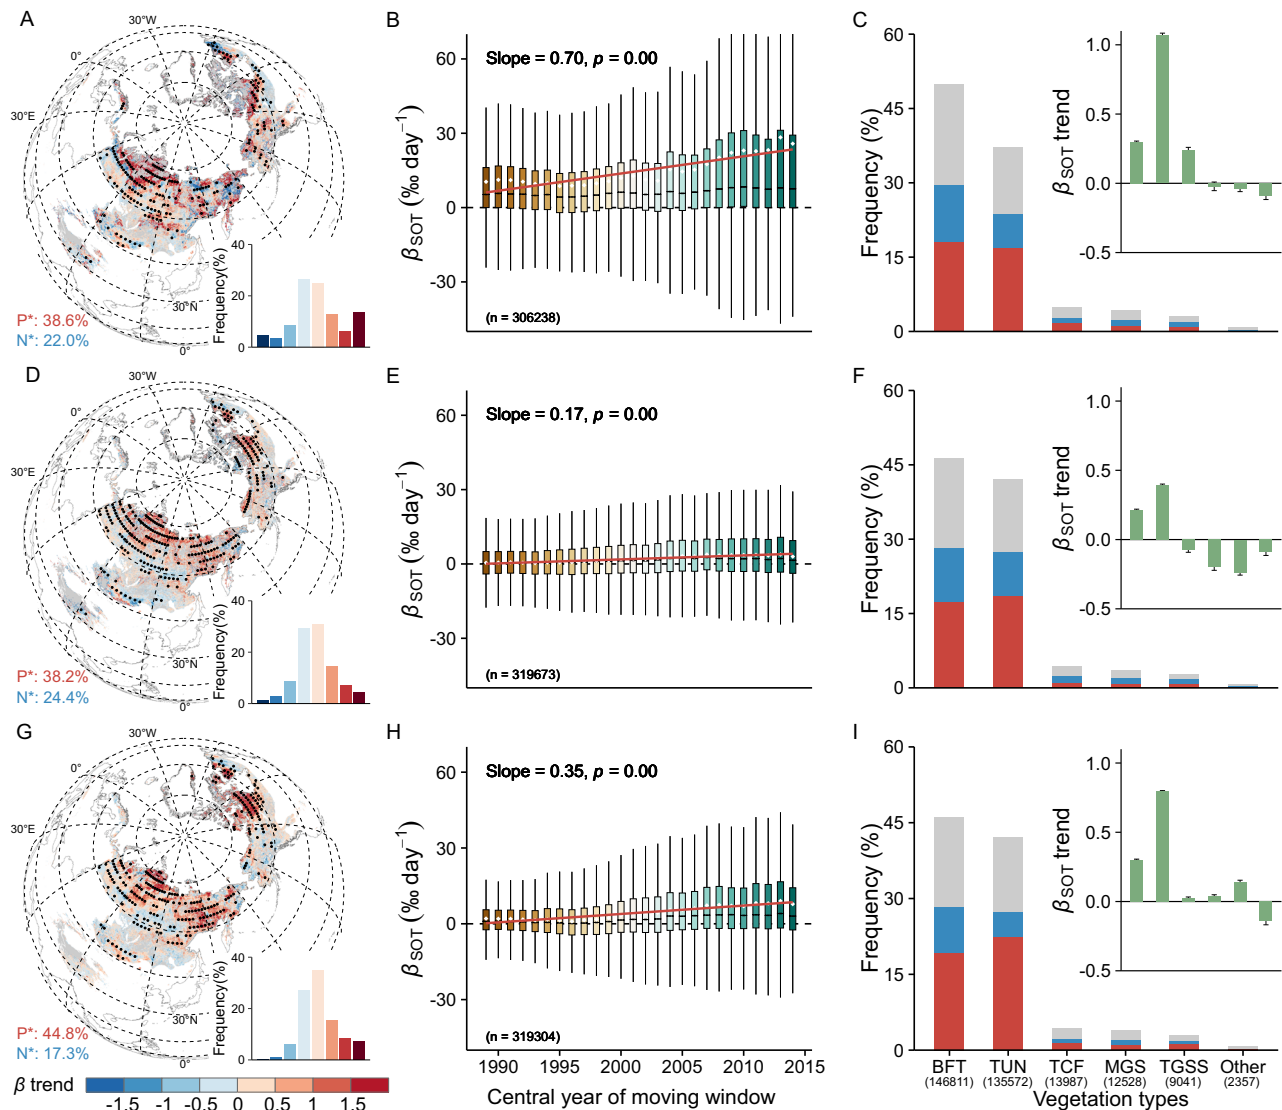 A
30°W
0°
30°E
30°N
0°
P*: 38.6%
N*: 22.0%
Frequency(%)
40
20
0
B
Slope = 0.70, p = 0.00
βSOT (‰ day−1)
60
30
0
-30
(n = 306238)
C
Frequency (%)
60
45
30
15
0
βSOT trend
1.0
0.5
0.0
-0.5
D
30°W
0°
30°E
30°N
0°
P*: 38.2%
N*: 24.4%
Frequency(%)
40
20
0
E
Slope = 0.17, p = 0.00
βSOT (‰ day−1)
60
30
0
-30
(n = 319673)
F
Frequency (%)
60
45
30
15
0
βSOT trend
1.0
0.5
0.0
-0.5
G
30°W
0°
30°E
30°N
0°
P*: 44.8%
N*: 17.3%
Frequency(%)
40
20
0
β trend
-1.5 -1 -0.5 0 0.5 1 1.5
H
Slope = 0.35, p = 0.00
βSOT (‰ day−1)
60
30
0
-30
(n = 319304)
1990 1995 2000 2005 2010 2015
Central year of moving window
I
Frequency (%)
60
45
30
15
0
βSOT trend
1.0
0.5
0.0
-0.5
BFT TUN TCF MGS TGSS Other
(146811) (135572) (13987) (12528) (9041) (2357)
Vegetation types